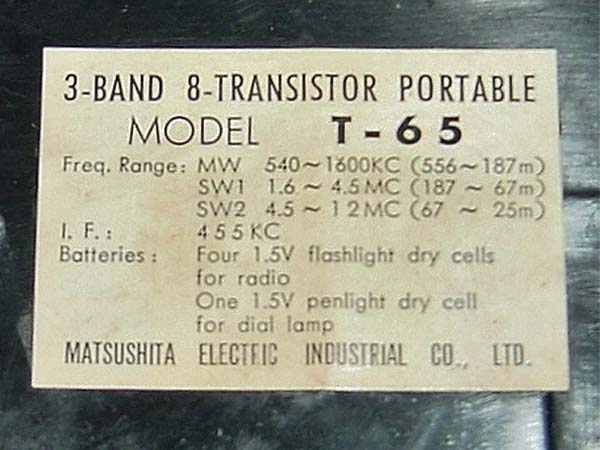 3-BAND 8-TRANSISTOR PORTABLE
MODEL T-65
Freq. Range: MW 540~1600KC (556~187m)
SW1 1.6~4.5MC (187~67m)
SW2 4.5~12MC (67~25m)
I. F. : 455KC
Batteries : Four 1.5V flashlight dry cells
for radio
One 1.5V penlight dry cell
for dial lamp
MATSUSHITA ELECTRIC INDUSTRIAL CO., LTD.